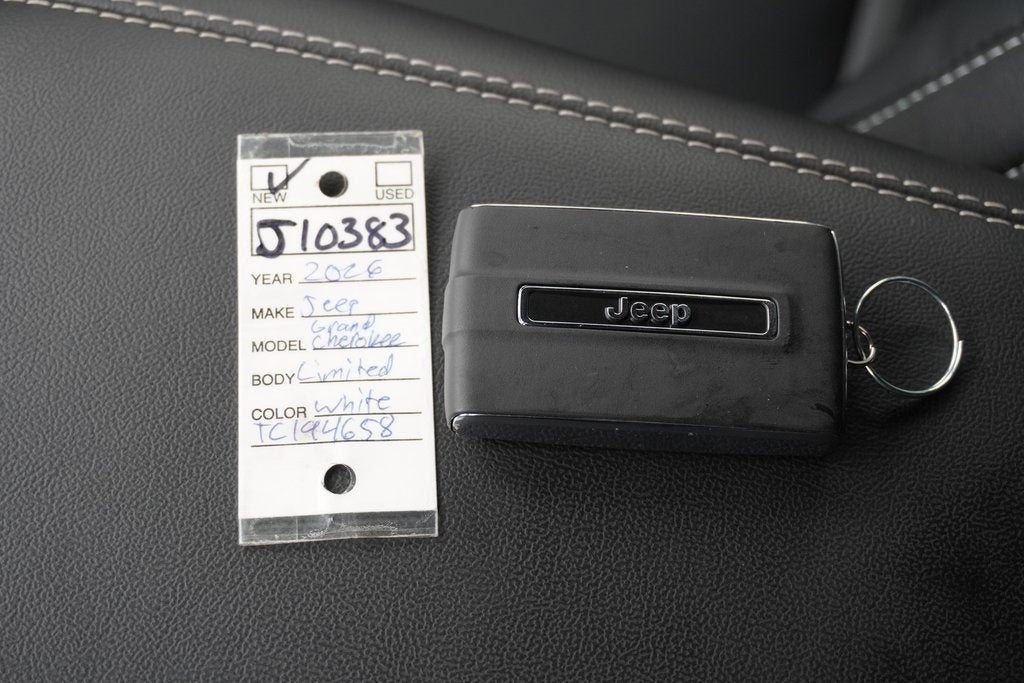 NEW USED
J10383
YEAR 2026
MAKE Jeep
MODEL Grand Cherokee
BODY Limited
COLOR white
TC194658
Jeep